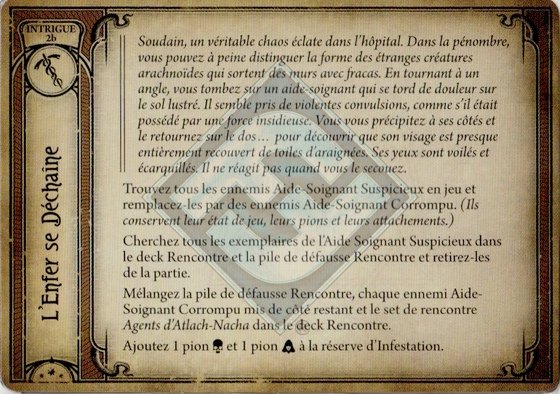 INTRIGUE
2b
L'Enfer se Déchaîne
Soudain, un véritable chaos éclate dans l'hôpital. Dans la pénombre,
vous pouvez à peine distinguer la forme des étranges créatures
arachnoïdes qui sortent des murs avec fracas. En tournant à un
angle, vous tombez sur un aide-soignant qui se tord de douleur sur
le sol lustré. Il semble pris de violentes convulsions, comme s'il était
possédé par une force insidieuse. Vous vous précipitez à ses côtés et
le retournez sur le dos… pour découvrir que son visage est presque
entièrement recouvert de toiles d'araignées. Ses yeux sont voilés et
écarquillés. Il ne réagit pas quand vous le secouez.
Trouvez tous les ennemis Aide-Soignant Suspicieux en jeu et
remplacez-les par des ennemis Aide-Soignant Corrompu. (Ils
conservent leur état de jeu, leurs pions et leurs attachements.)
Cherchez tous les exemplaires de l'Aide Soignant Suspicieux dans
le deck Rencontre et la pile de défausse Rencontre et retirez-les
de la partie.
Mélangez la pile de défausse Rencontre, chaque ennemi Aide-
Soignant Corrompu mis de côté restant et le set de rencontre
Agents d'Atlach-Nacha dans le deck Rencontre.
Ajoutez 1 pion et 1 pion à la réserve d'Infestation.